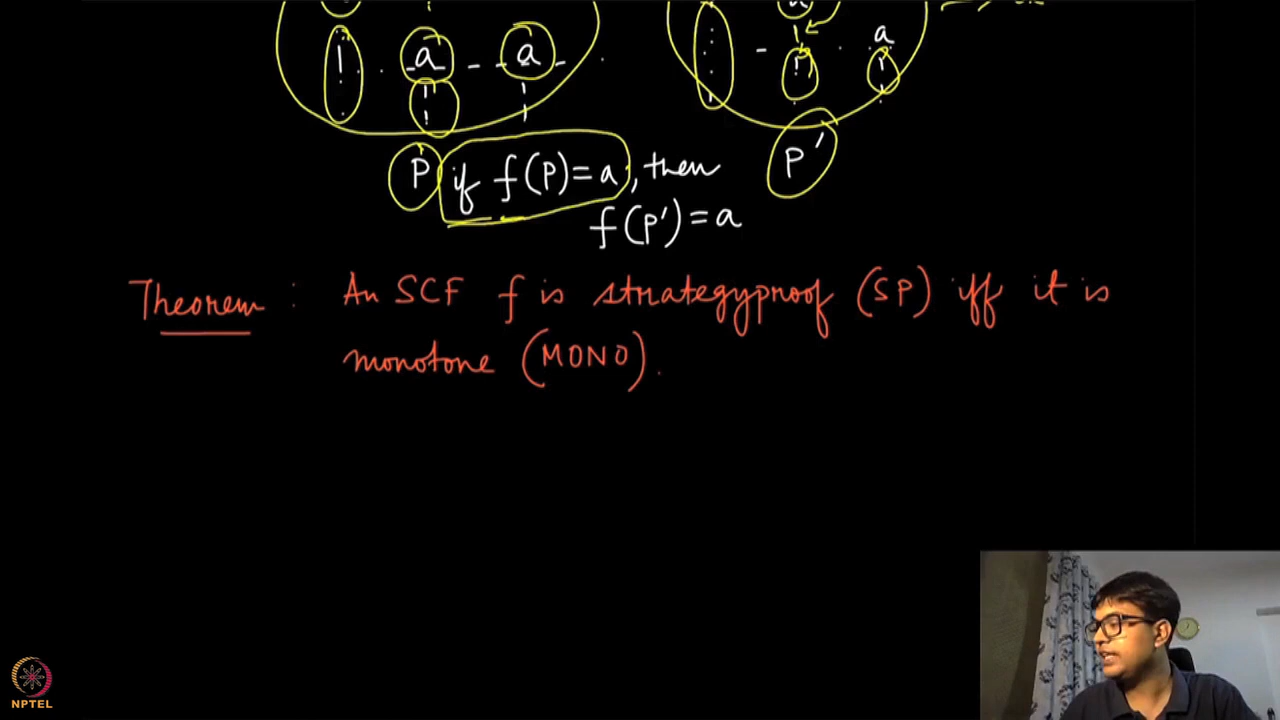 a a a
P if f(P)=a, then P'
f(P')=a
Theorem : An SCF f is strategyproof (SP) iff it is
monotone (MONO).
NPTEL